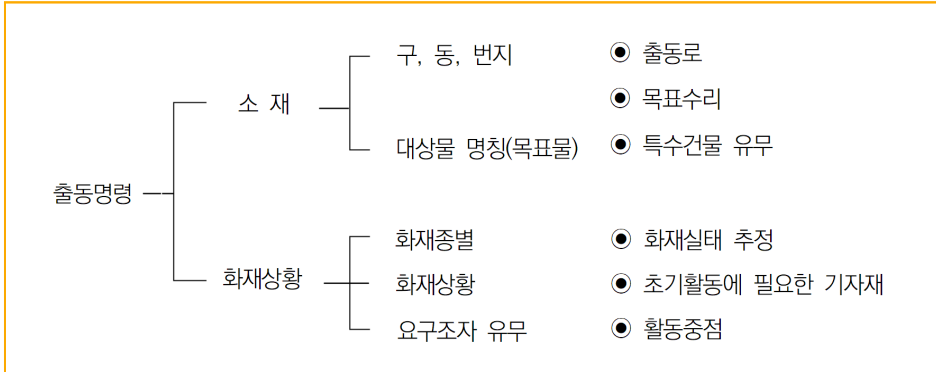 구, 동, 번지 ◉ 출동로
소 재 ◉ 목표수리
대상물 명칭(목표물) ◉ 특수건물 유무
출동명령
화재종별 ◉ 화재실태 추정
화재상황 화재상황 ◉ 초기활동에 필요한 기자재
요구조자 유무 ◉ 활동중점